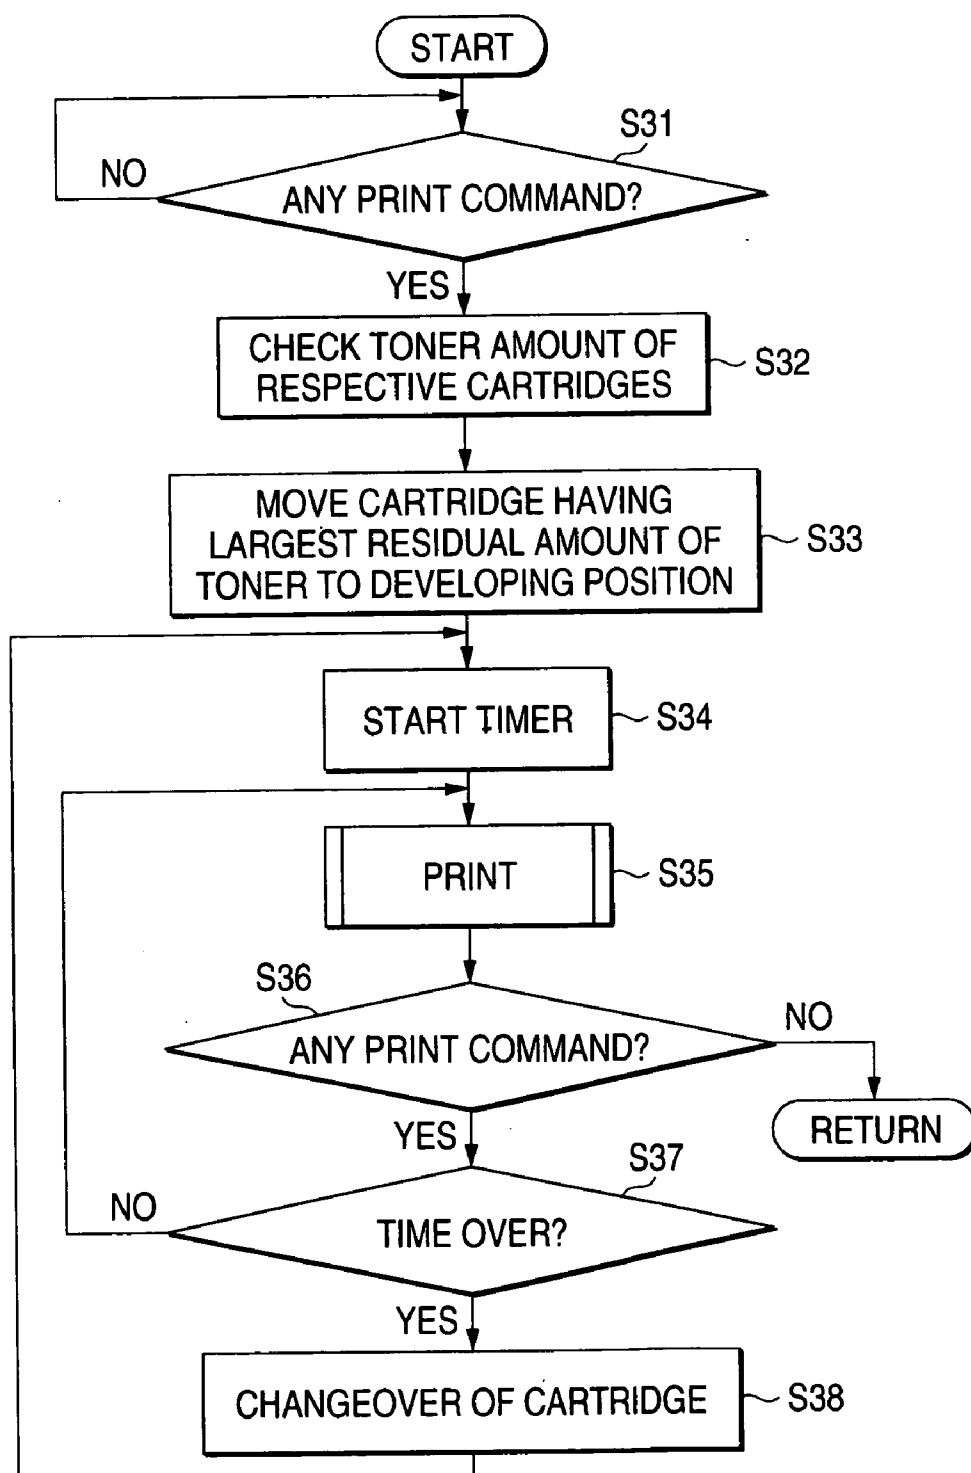 START
S31
NO
ANY PRINT COMMAND?
YES
CHECK TONER AMOUNT OF
RESPECTIVE CARTRIDGES
S32
MOVE CARTRIDGE HAVING
LARGEST RESIDUAL AMOUNT OF
TONER TO DEVELOPING POSITION
S33
START TIMER
S34
PRINT
S35
S36
ANY PRINT COMMAND?
NO
RETURN
YES
S37
NO
TIME OVER?
YES
CHANGEOVER OF CARTRIDGE
S38